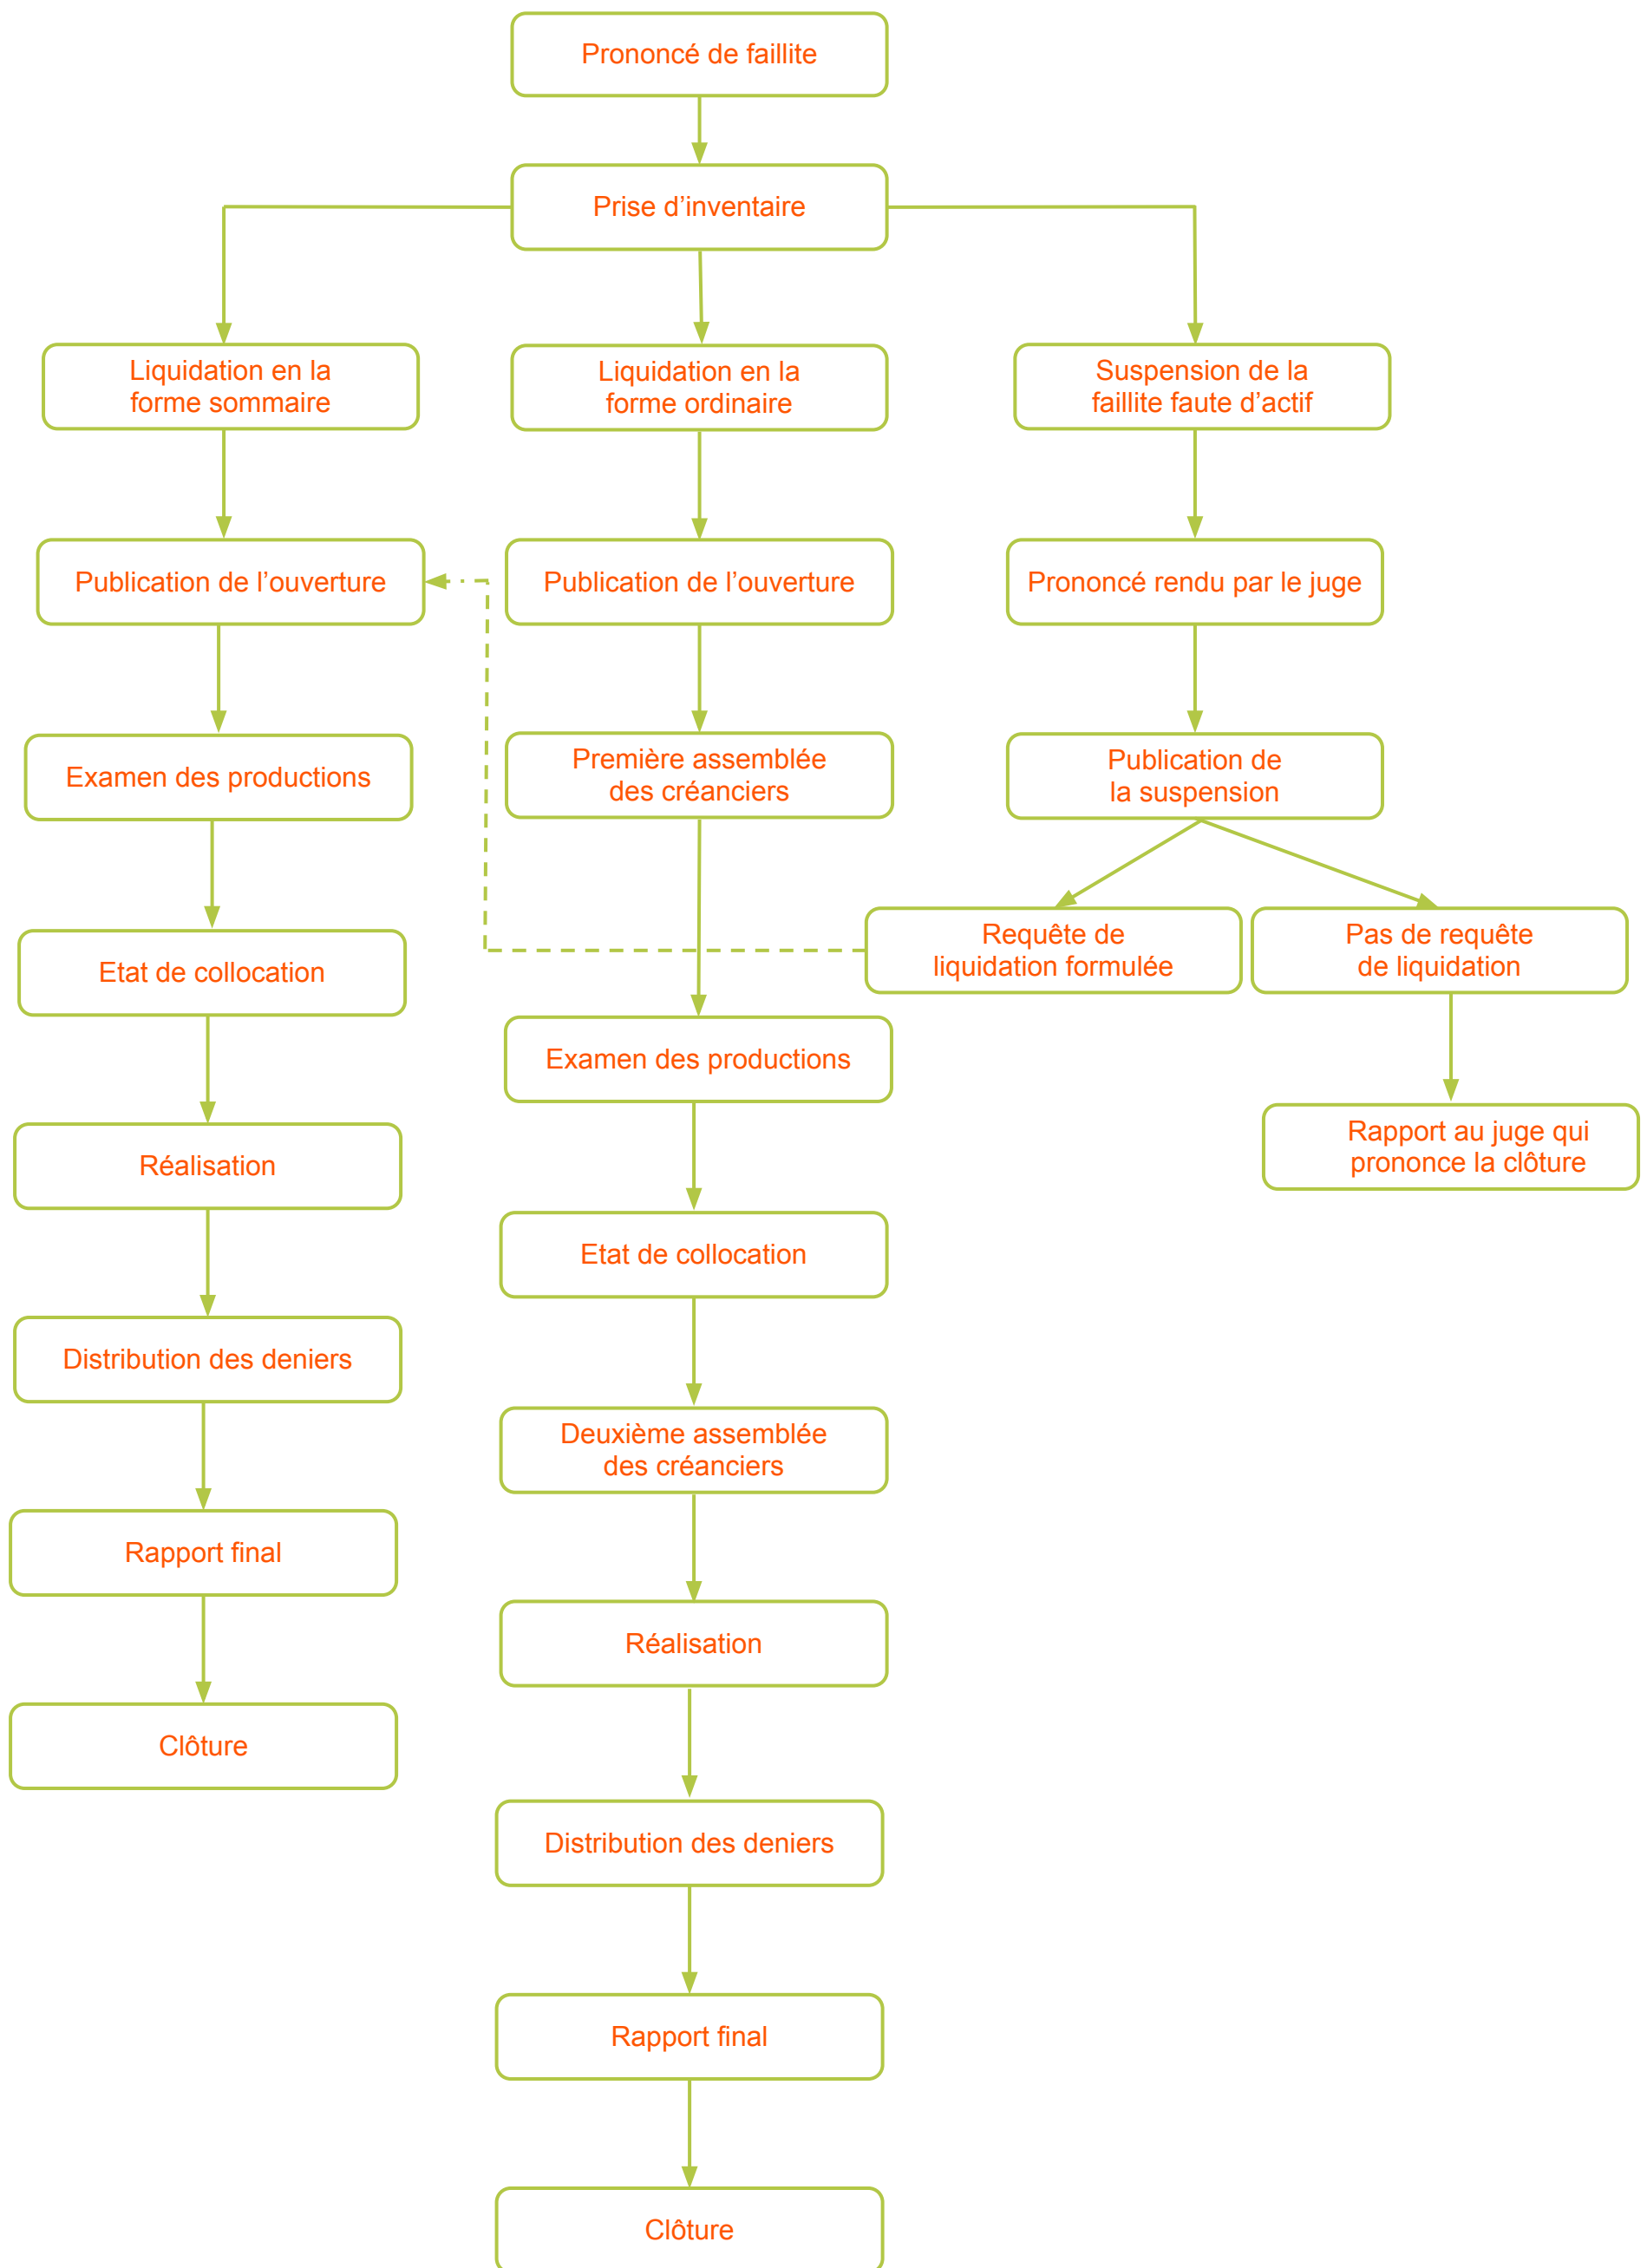 Prononcé de faillite
Prise d’inventaire
Liquidation en la
forme sommaire
Liquidation en la
forme ordinaire
Suspension de la
faillite faute d’actif
Publication de l’ouverture
Publication de l’ouverture
Prononcé rendu par le juge
Examen des productions
Première assemblée
des créanciers
Publication de
la suspension
Etat de collocation
Requête de
liquidation formulée
Pas de requête
de liquidation
Examen des productions
Réalisation
Rapport au juge qui
prononce la clôture
Etat de collocation
Distribution des deniers
Deuxième assemblée
des créanciers
Rapport final
Réalisation
Clôture
Distribution des deniers
Rapport final
Clôture